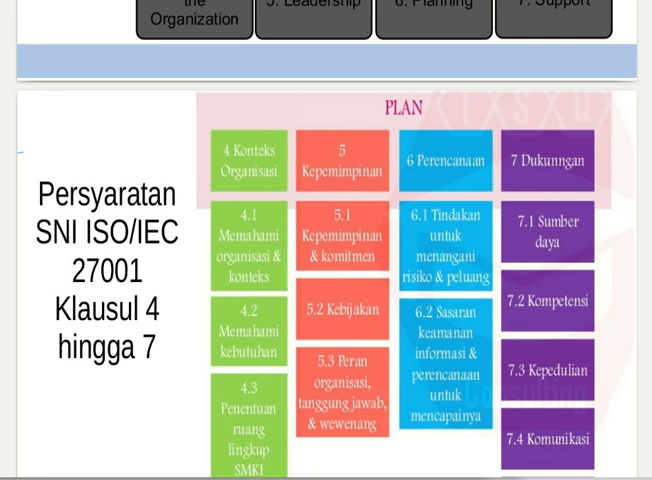 the
Organization
5. Leadership
6. Planning
7. Support
PLAN
Persyaratan
SNI ISO/IEC
27001
Klausul 4
hingga 7
4 Konteks
Organisasi
4.1
Memahami
organisasi &
konteks
4.2
Memahami
kebutuhan
4.3
Penentuan
ruang
lingkup
SMKI
5
Kepemimpinan
5.1
Kepemimpinan
& komitmen
5.2 Kebijakan
5.3 Peran
organisasi,
tanggung jawab,
& wewenang
6 Perencanaan
6.1 Tindakan
untuk
menangani
risiko & peluang
6.2 Sasaran
keamanan
informasi &
perencanaan
untuk
mencapainya
7 Dukunngan
7.1 Sumber
daya
7.2 Kompetensi
7.3 Kepedulian
7.4 Komunikasi
Consulting